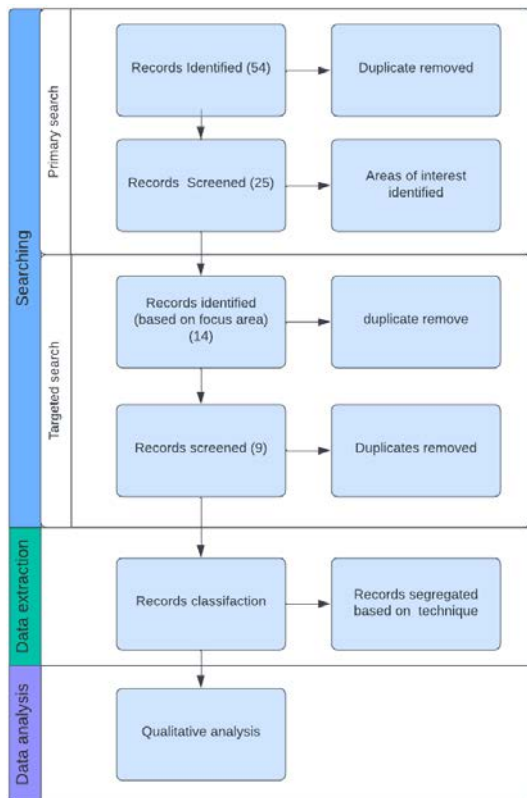 Searching
Primary search
Records Identified (54)
Duplicate removed
Records Screened (25)
Areas of interest
identified
Targeted search
Records identified
(based on focus area)
(14)
duplicate remove
Records screened (9)
Duplicates removed
Data extraction
Records classifaction
Records segregated
based on technique
Data analysis
Qualitative analysis